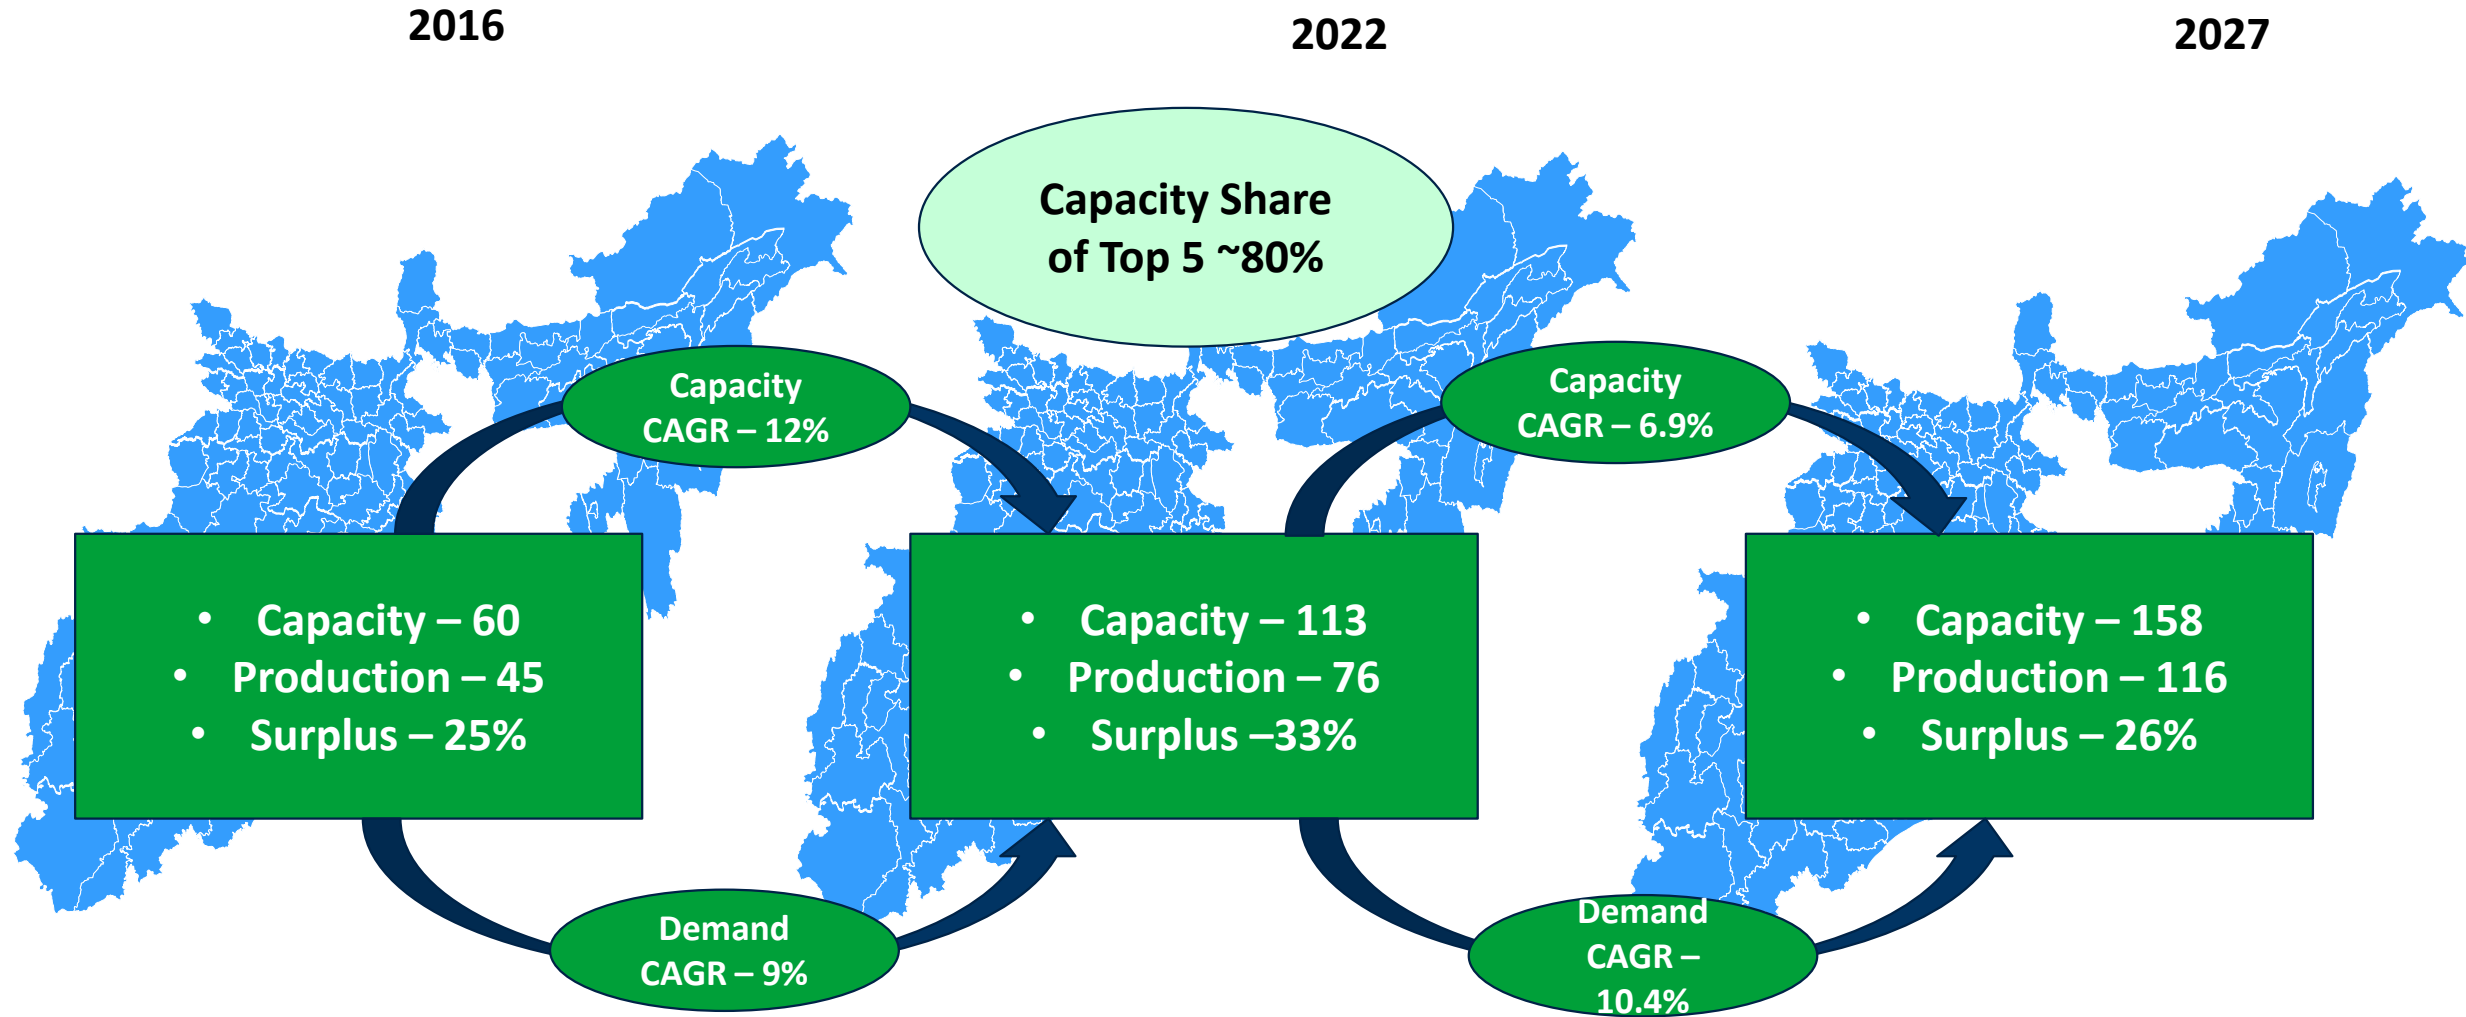 2016
2022
2027
Capacity Share
of Top 5 ~80%
Capacity
CAGR – 12%
Capacity
CAGR – 6.9%
• Capacity – 60
• Production – 45
• Surplus – 25%
• Capacity – 113
• Production – 76
• Surplus –33%
• Capacity – 158
• Production – 116
• Surplus – 26%
Demand
CAGR – 9%
Demand
CAGR –
10.4%